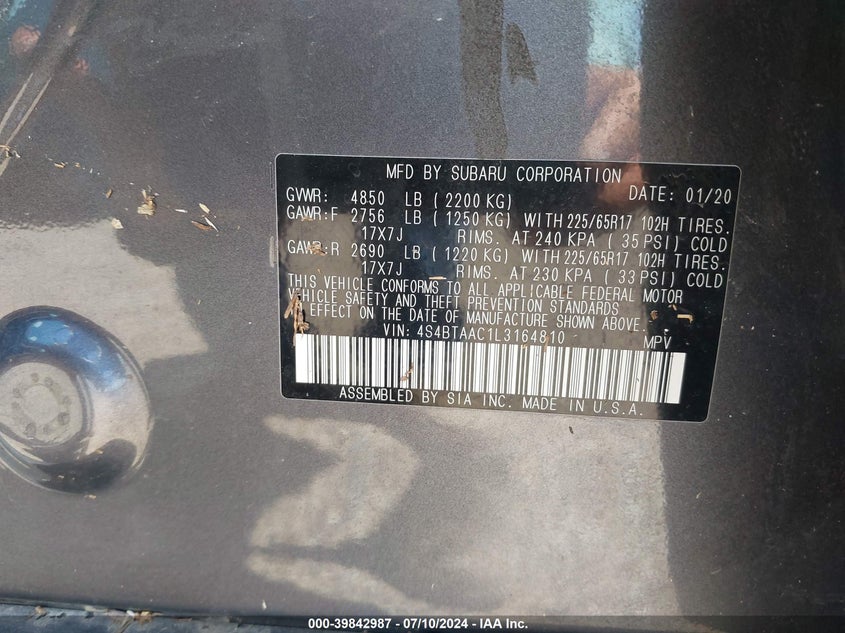 MFD BY SUBARU CORPORATION
GVWR: 4850 LB (2200 KG) DATE: 01/20
GAWR:F 2756 LB (1250 KG) WITH 225/65R17 102H TIRES.
17X7J RIMS. AT 240 KPA (35 PSI) COLD
GAWR:R 2690 LB (1220 KG) WITH 225/65R17 102H TIRES.
17X7J RIMS. AT 230 KPA (33 PSI) COLD
THIS VEHICLE CONFORMS TO ALL APPLICABLE FEDERAL MOTOR
VEHICLE SAFETY AND THEFT PREVENTION STANDARDS
IN EFFECT ON THE DATE OF MANUFACTURE SHOWN ABOVE.
VIN: 4S4BTAAC1L3164810 MPV
ASSEMBLED BY SIA INC. MADE IN U.S.A.
000-39842987 - 07/10/2024 - IAAI.com